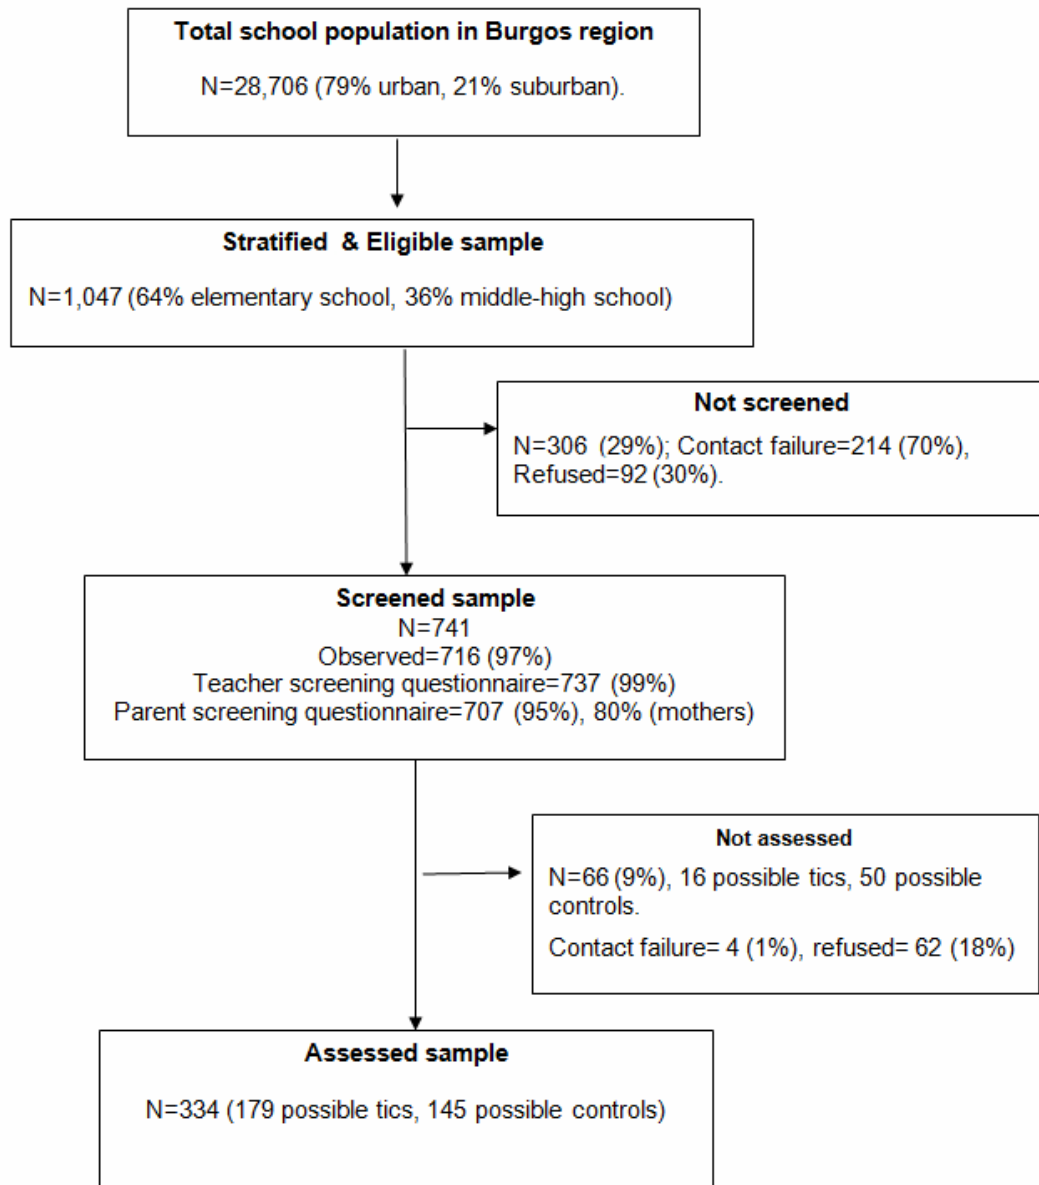 Total school population in Burgos region
N=28,706 (79% urban, 21% suburban).
Stratified & Eligible sample
N=1,047 (64% elementary school, 36% middle-high school)
Not screened
N=306 (29%); Contact failure=214 (70%),
Refused=92 (30%).
Screened sample
N=741
Observed=716 (97%)
Teacher screening questionnaire=737 (99%)
Parent screening questionnaire=707 (95%), 80% (mothers)
Not assessed
N=66 (9%), 16 possible tics, 50 possible
controls.
Contact failure= 4 (1%), refused= 62 (18%)
Assessed sample
N=334 (179 possible tics, 145 possible controls)